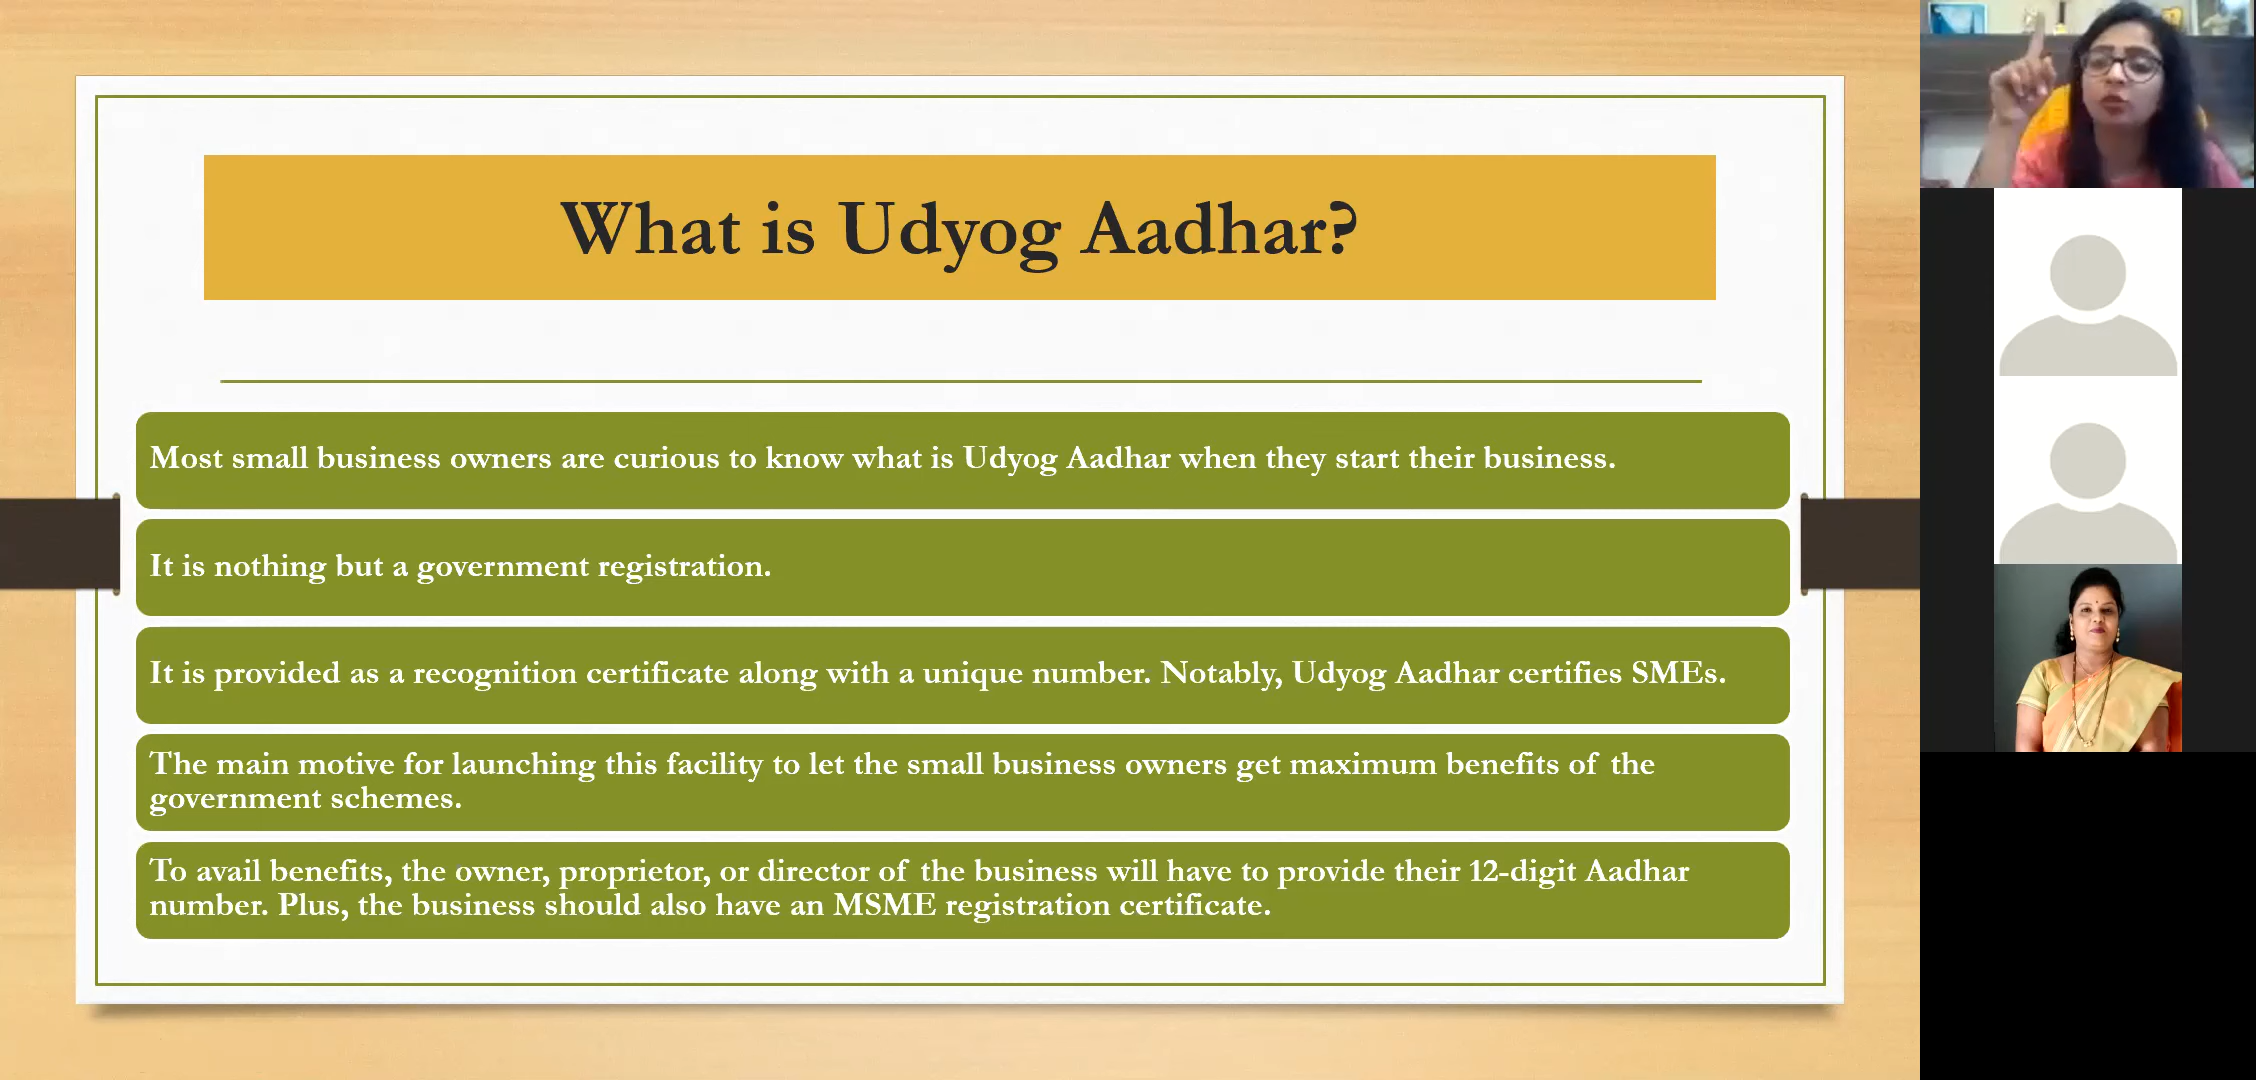 What is Udyog Aadhar?
Most small business owners are curious to know what is Udyog Aadhar when they start their business.
It is nothing but a government registration.
It is provided as a recognition certificate along with a unique number. Notably, Udyog Aadhar certifies SMEs.
The main motive for launching this facility to let the small business owners get maximum benefits of the
government schemes.
To avail benefits, the owner, proprietor, or director of the business will have to provide their 12-digit Aadhar
number. Plus, the business should also have an MSME registration certificate.